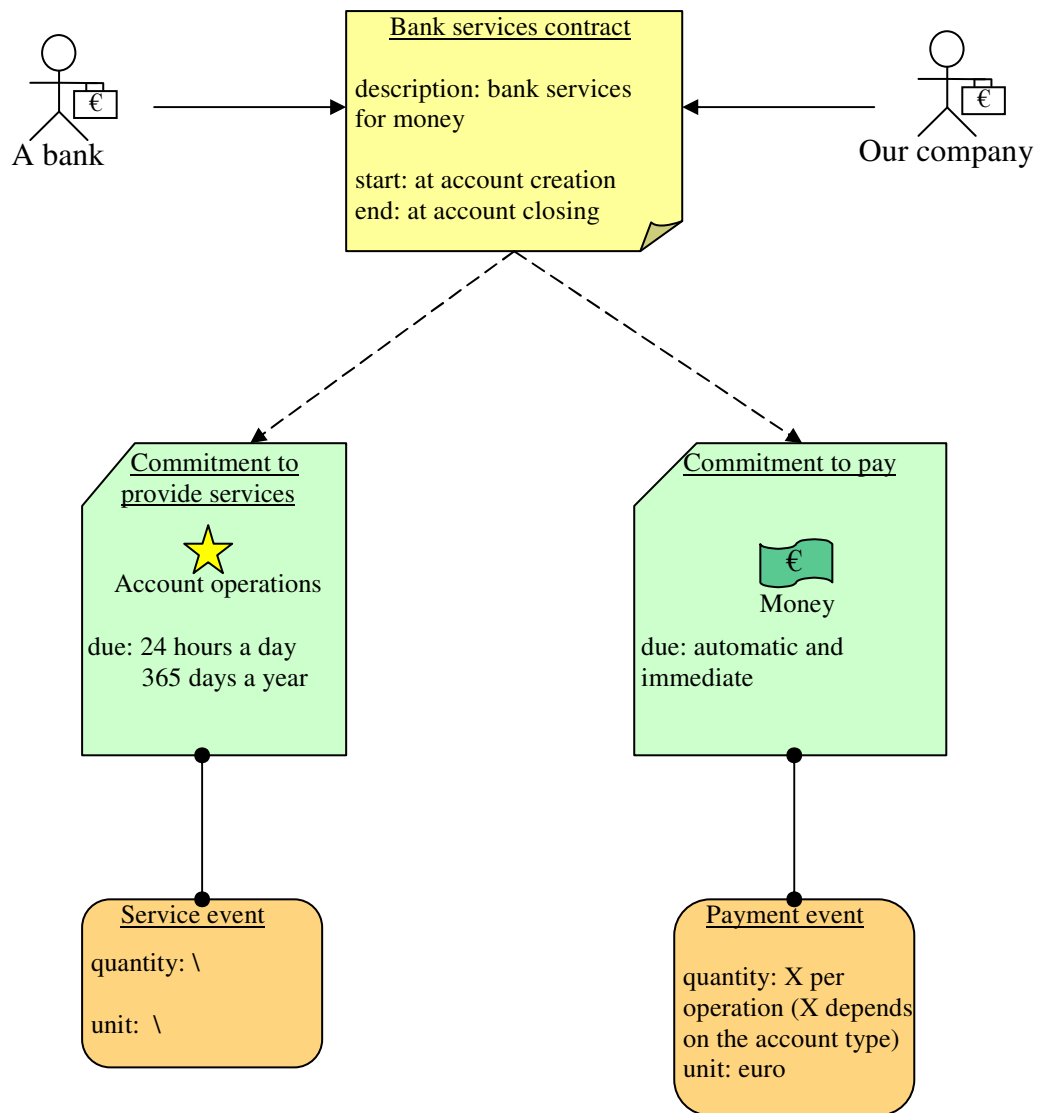 Bank services contract
€
€
description: bank services
for money
A bank
Our company
start: at account creation
end: at account closing
Commitment to
provide services
Account operations
due: 24 hours a day
365 days a year
Commitment to pay
€
Money
due: automatic and
immediate
Service event
quantity: \
unit: \
Payment event
quantity: X per
operation (X depends
on the account type)
unit: euro